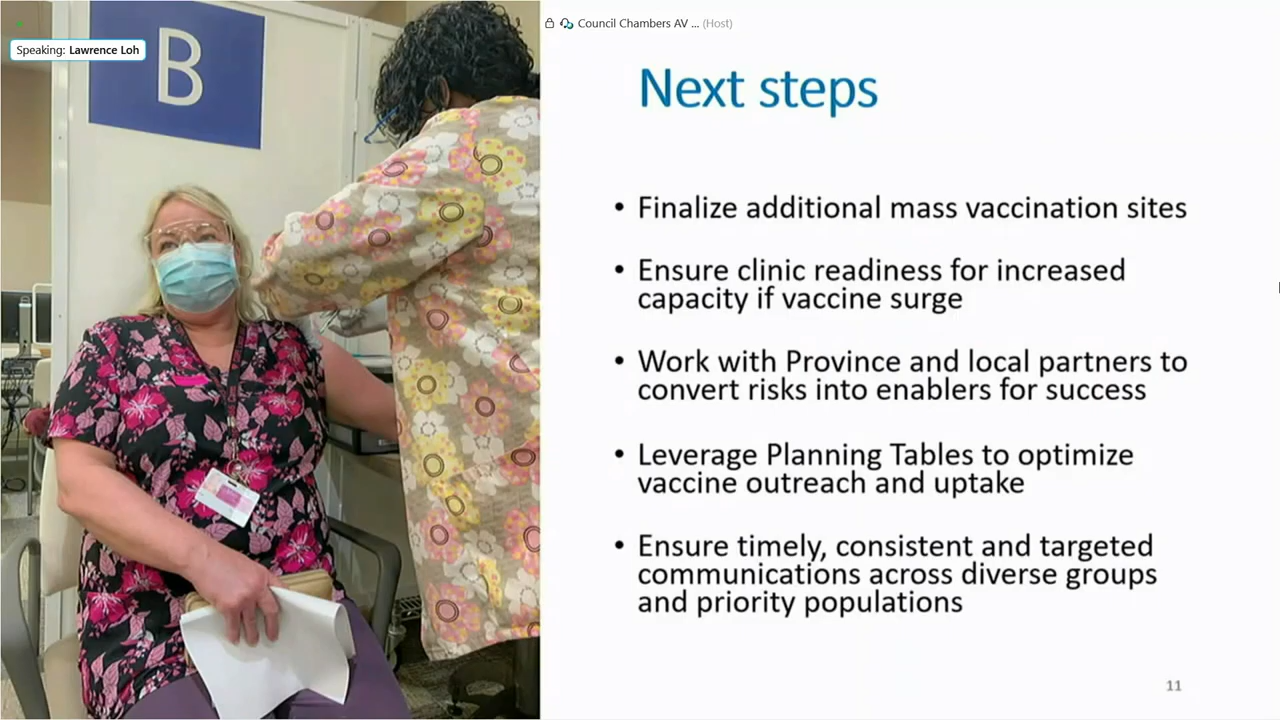 Speaking: Lawrence Loh
B
Council Chambers AV ... (Host)
Next steps
• Finalize additional mass vaccination sites
• Ensure clinic readiness for increased
capacity if vaccine surge
• Work with Province and local partners to
convert risks into enablers for success
• Leverage Planning Tables to optimize
vaccine outreach and uptake
• Ensure timely, consistent and targeted
communications across diverse groups
and priority populations
11